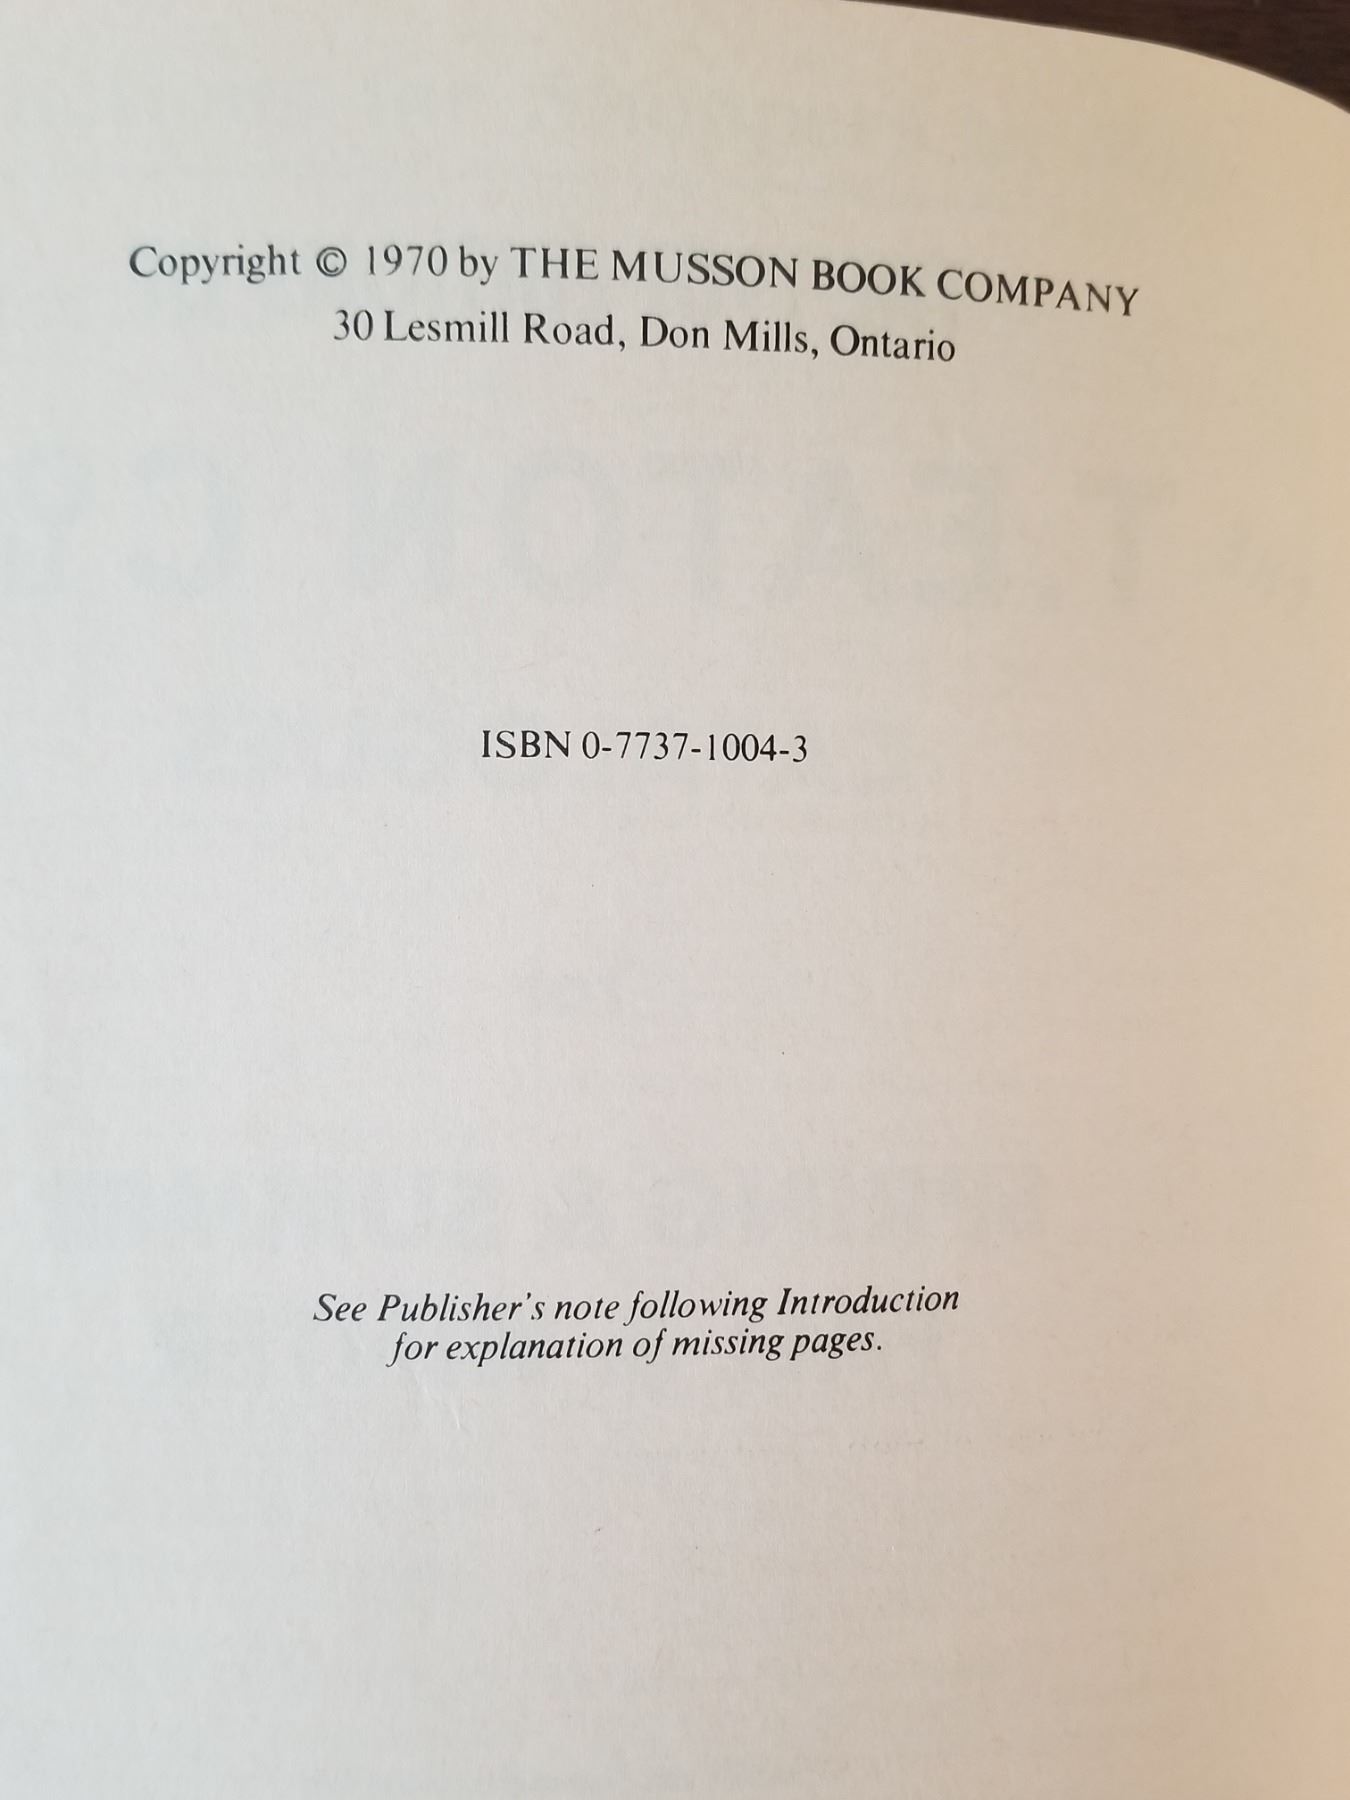 Copyright © 1970 by THE MUSSON BOOK COMPANY
30 Lesmill Road, Don Mills, Ontario
ISBN 0-7737-1004-3
See Publisher's note following Introduction
for explanation of missing pages.